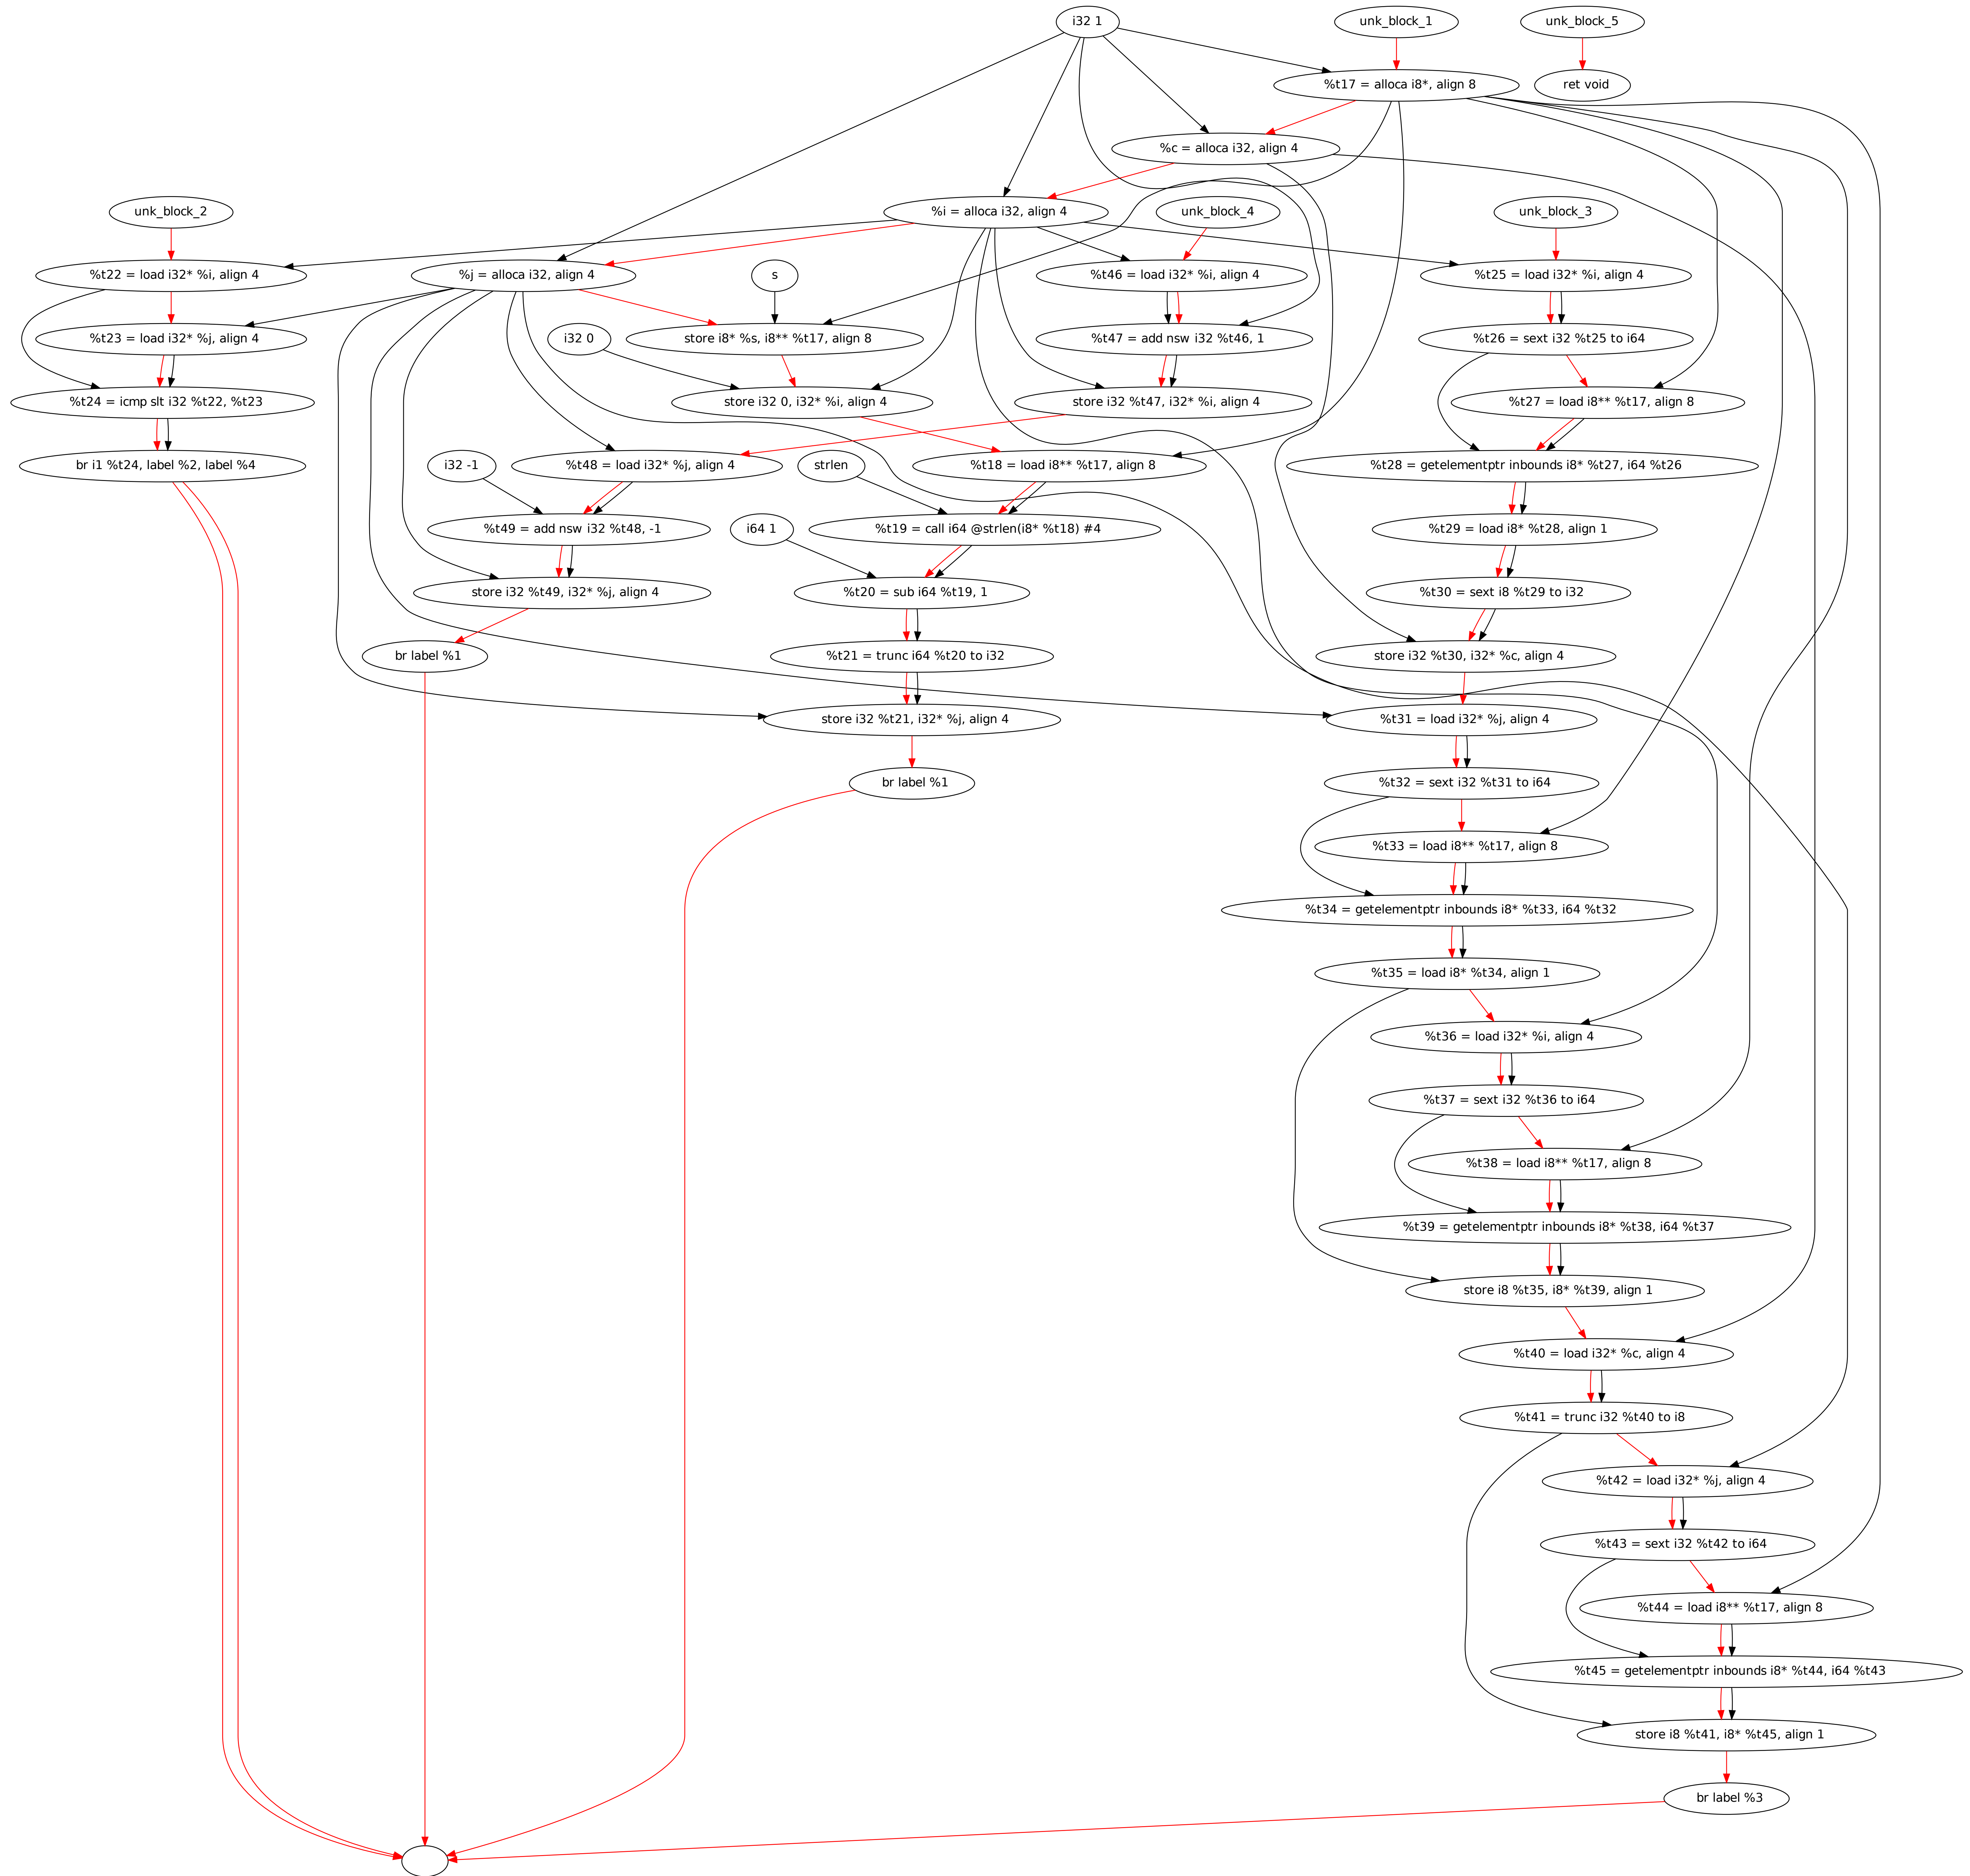 i32 1
unk_block_1
unk_block_5
%t17 = alloca i8*, align 8
ret void
%c = alloca i32, align 4
unk_block_2
%i = alloca i32, align 4
unk_block_4
unk_block_3
%t22 = load i32* %i, align 4
%j = alloca i32, align 4
s
%t46 = load i32* %i, align 4
%t25 = load i32* %i, align 4
%t23 = load i32* %j, align 4
i32 0
store i8* %s, i8** %t17, align 8
%t47 = add nsw i32 %t46, 1
%t26 = sext i32 %t25 to i64
%t24 = icmp slt i32 %t22, %t23
store i32 0, i32* %i, align 4
store i32 %t47, i32* %i, align 4
%t27 = load i8** %t17, align 8
br i1 %t24, label %2, label %4
i32 -1
%t48 = load i32* %j, align 4
strlen
%t18 = load i8** %t17, align 8
%t28 = getelementptr inbounds i8* %t27, i64 %t26
%t49 = add nsw i32 %t48, -1
i64 1
%t19 = call i64 @strlen(i8* %t18) #4
%t29 = load i8* %t28, align 1
store i32 %t49, i32* %j, align 4
%t20 = sub i64 %t19, 1
%t30 = sext i8 %t29 to i32
br label %1
%t21 = trunc i64 %t20 to i32
store i32 %t30, i32* %c, align 4
store i32 %t21, i32* %j, align 4
%t31 = load i32* %j, align 4
br label %1
%t32 = sext i32 %t31 to i64
%t33 = load i8** %t17, align 8
%t34 = getelementptr inbounds i8* %t33, i64 %t32
%t35 = load i8* %t34, align 1
%t36 = load i32* %i, align 4
%t37 = sext i32 %t36 to i64
%t38 = load i8** %t17, align 8
%t39 = getelementptr inbounds i8* %t38, i64 %t37
store i8 %t35, i8* %t39, align 1
%t40 = load i32* %c, align 4
%t41 = trunc i32 %t40 to i8
%t42 = load i32* %j, align 4
%t43 = sext i32 %t42 to i64
%t44 = load i8** %t17, align 8
%t45 = getelementptr inbounds i8* %t44, i64 %t43
store i8 %t41, i8* %t45, align 1
br label %3